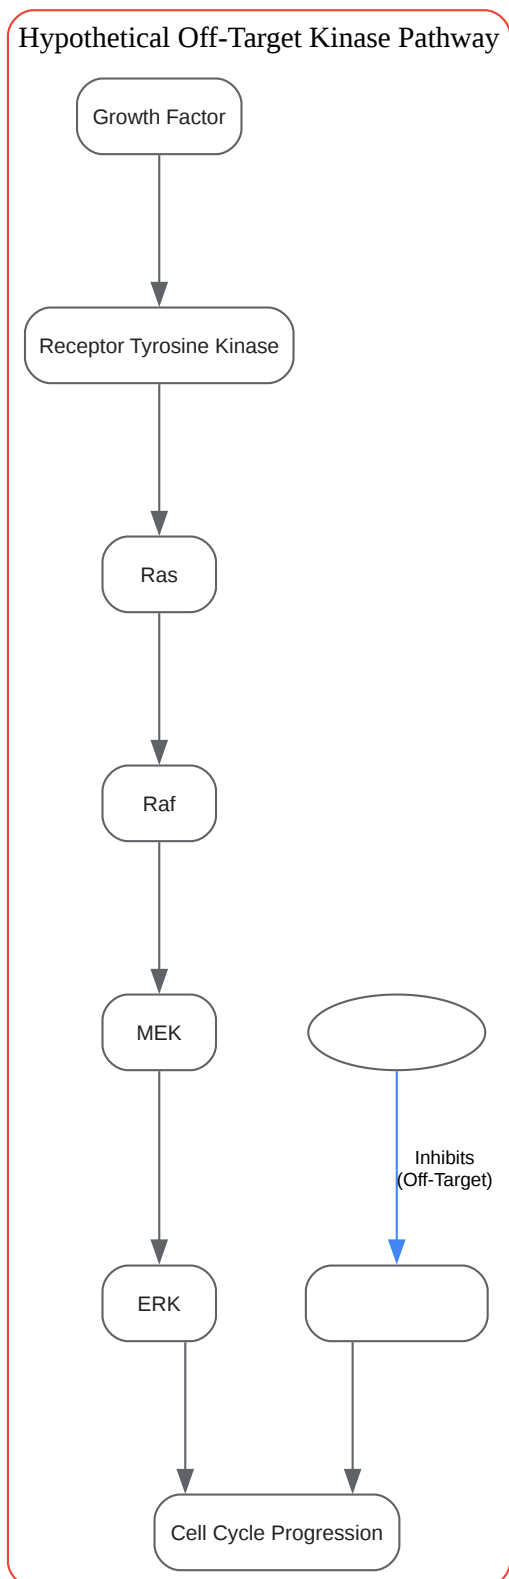 Hypothetical Off-Target Kinase Pathway
Growth Factor
Receptor Tyrosine Kinase
Ras
Raf
MEK
Inhibits
(Off-Target)
ERK
Cell Cycle Progression